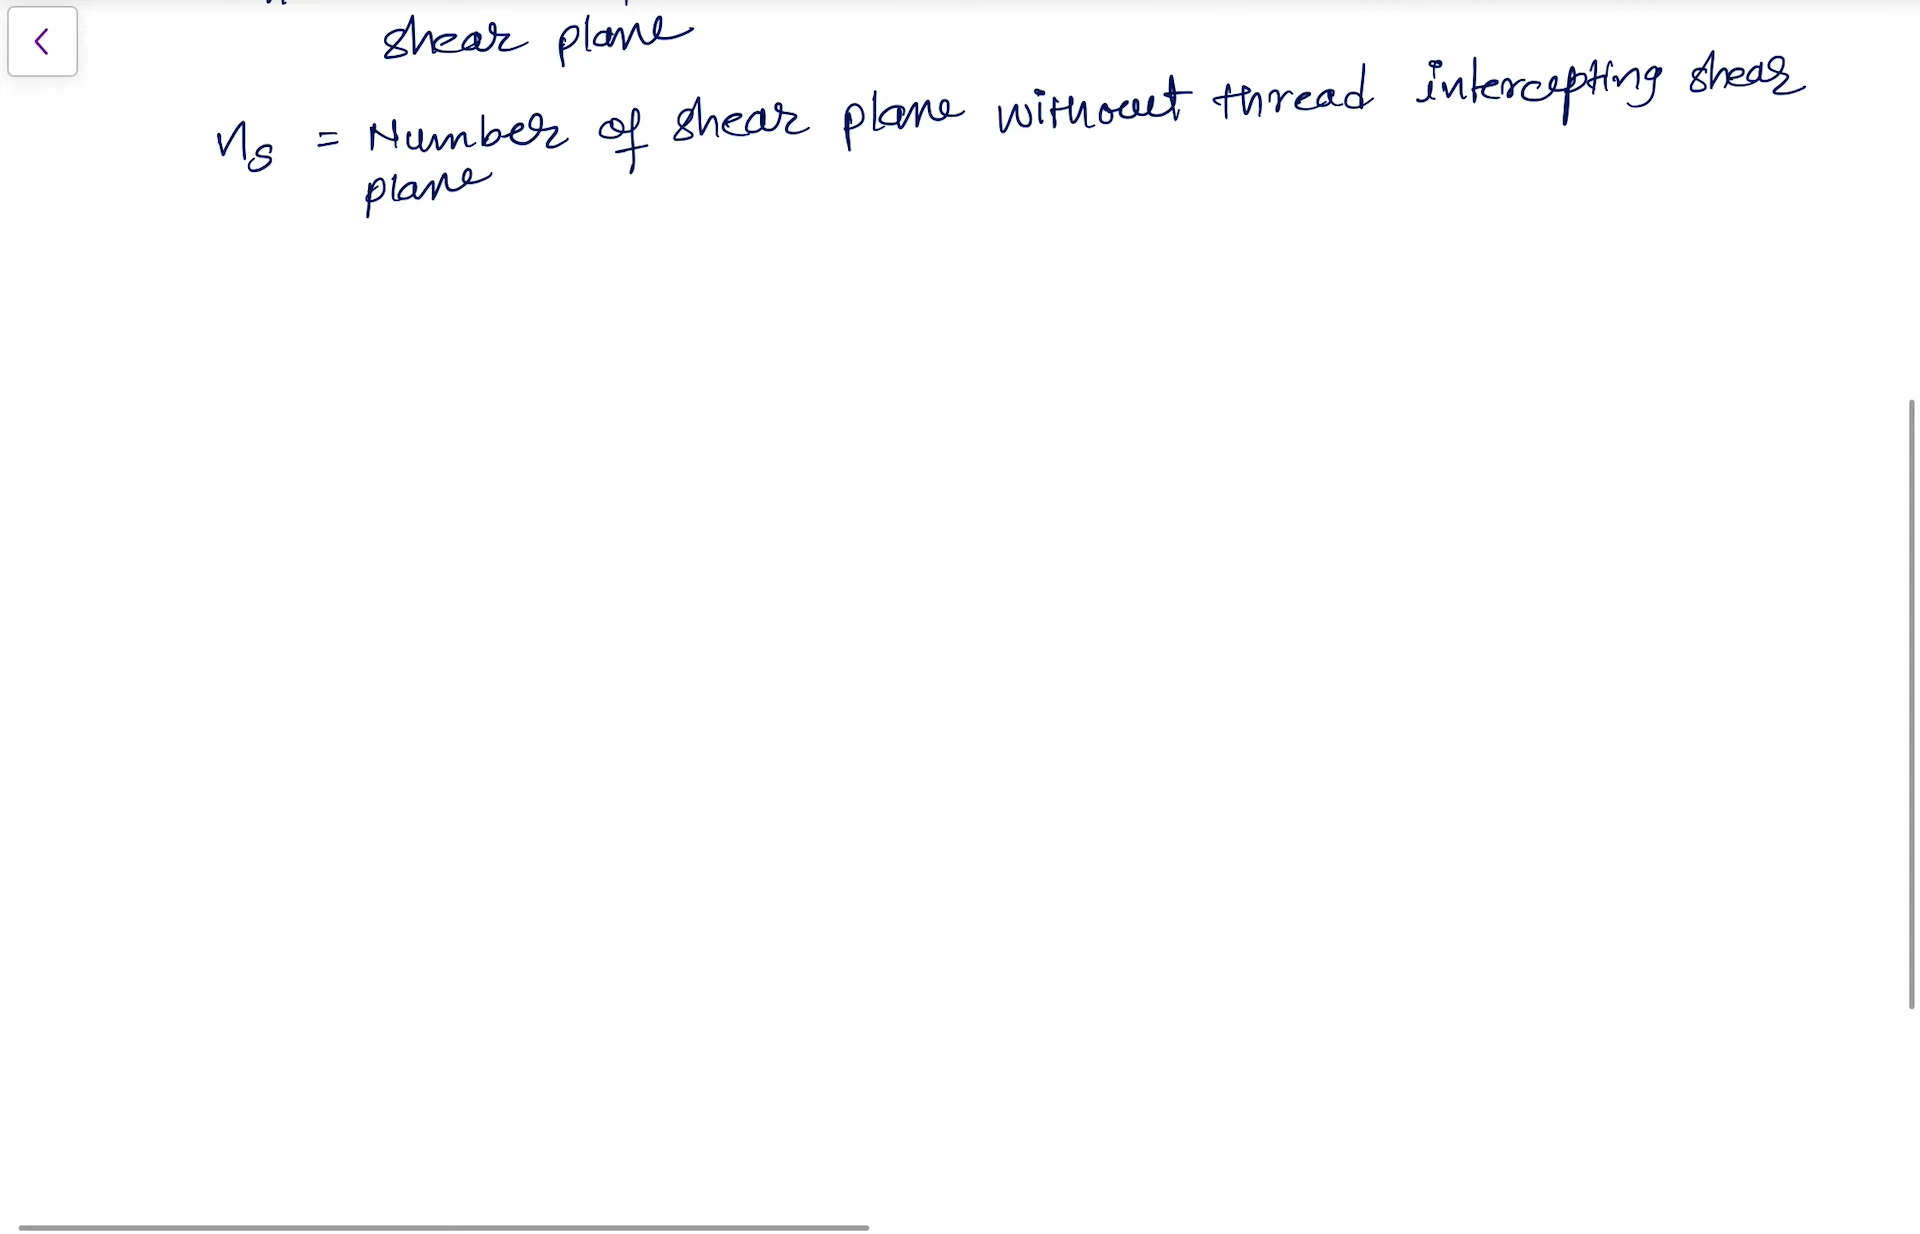 shear plane
ns = Number of shear plane without thread intercepting shear
plane